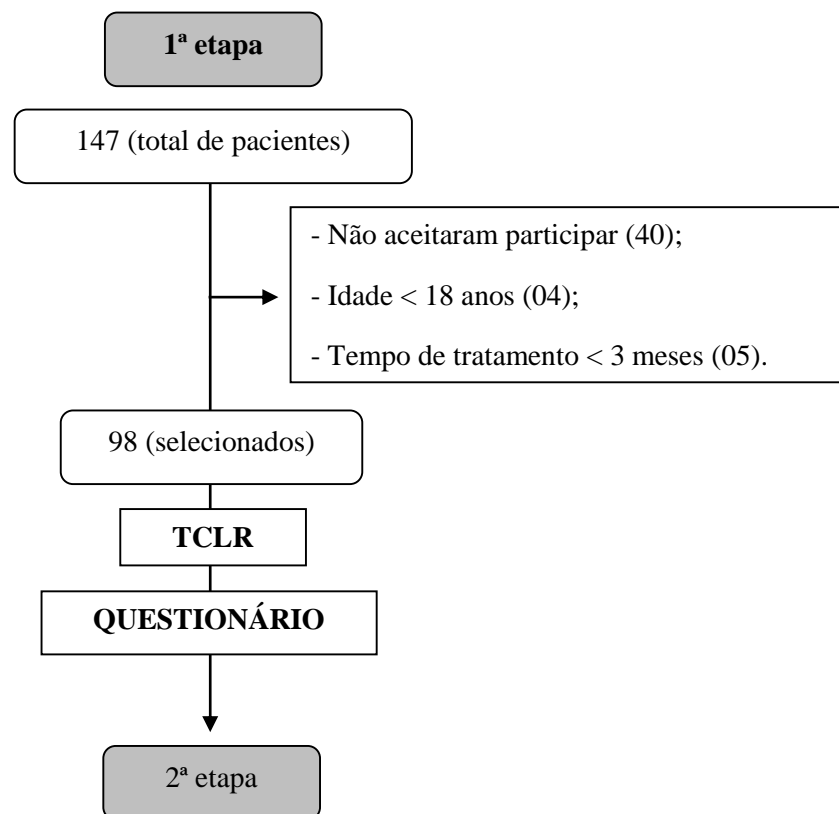 1ª etapa
147 (total de pacientes)
- Não aceitaram participar (40);
- Idade < 18 anos (04);
- Tempo de tratamento < 3 meses (05).
98 (selecionados)
TCLR
QUESTIONÁRIO
2ª etapa